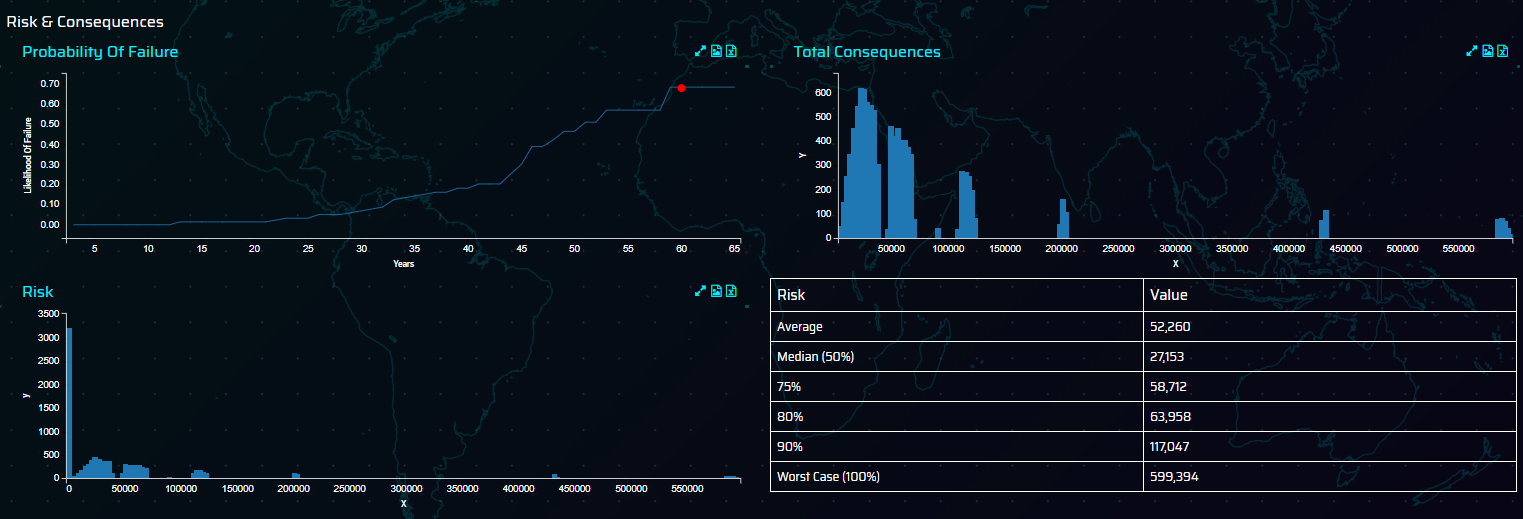 Risk & Consequences
Probability Of Failure
0.70
0.60
0.50
0.40
0.30
0.20
0.10
0.00
Likelihood Of Failure
5 10 15 20 25 30 35 40 45 50 55 60 65
Years
Total Consequences
600
500
400
300
200
100
0
Y
50000 100000 150000 200000 250000 300000 350000 400000 450000 500000 550000
X
Risk
3500
3000
2500
2000
1500
1000
500
0
y
0 50000 100000 150000 200000 250000 300000 350000 400000 450000 500000 550000
X
Risk Value
Average 52,260
Median (50%) 27,153
75% 58,712
80% 63,958
90% 117,047
Worst Case (100%) 599,394